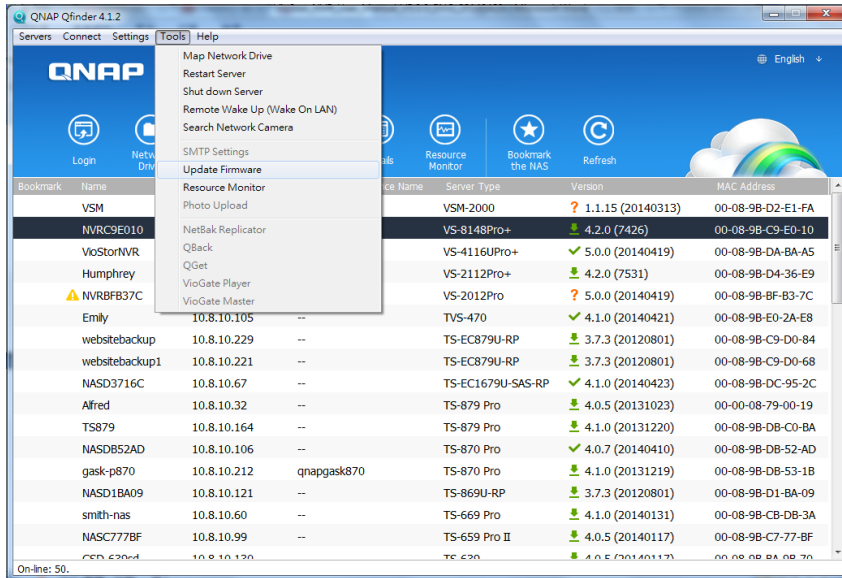 QNAP Qfinder 4.1.2
Servers Connect Settings Tools Help
QNAP
English
Map Network Drive
Restart Server
Shut down Server
Remote Wake Up (Wake On LAN)
Search Network Camera
SMTP Settings
Update Firmware
Resource Monitor
Photo Upload
NetBak Replicator
QBack
QGet
VioGate Player
VioGate Master
Login
Resource Monitor
Bookmark the NAS
Refresh
Bookmark Name Name Server Type Version MAC Address
VSM VSM-2000 1.1.15 (20140313) 00-08-9B-D2-E1-FA
NVRC9E010 VS-8148Pro+ 4.2.0 (7426) 00-08-9B-C9-E0-10
VioStorNVR VS-4116UPro+ 5.0.0 (20140419) 00-08-9B-DA-BA-A5
Humphrey VS-2112Pro+ 4.2.0 (7531) 00-08-9B-D4-36-E9
NVRBFB37C VS-2012Pro 5.0.0 (20140419) 00-08-9B-BF-B3-7C
Emily 10.8.10.105 -- TVS-470 4.1.0 (20140421) 00-08-9B-E0-2A-E8
websitebackup 10.8.10.229 -- TS-EC879U-RP 3.7.3 (20120801) 00-08-9B-C9-D0-84
websitebackup1 10.8.10.221 -- TS-EC879U-RP 3.7.3 (20120801) 00-08-9B-C9-D0-68
NASD3716C 10.8.10.67 -- TS-EC1679U-SAS-RP 4.1.0 (20140423) 00-08-9B-DC-95-2C
Alfred 10.8.10.32 -- TS-879 Pro 4.0.5 (20131023) 00-00-08-79-00-19
TS879 10.8.10.164 -- TS-879 Pro 4.1.0 (20131220) 00-08-9B-DB-C0-BA
NASDB52AD 10.8.10.106 -- TS-870 Pro 4.0.7 (20140410) 00-08-9B-DB-52-AD
gask-p870 10.8.10.212 qnapgask870 TS-870 Pro 4.1.0 (20131219) 00-08-9B-DB-53-1B
NASD1BA09 10.8.10.121 -- TS-869U-RP 3.7.3 (20120801) 00-08-9B-D1-BA-09
smith-nas 10.8.10.60 -- TS-669 Pro 4.1.0 (20140131) 00-08-9B-CB-DB-3A
NASC777BF 10.8.10.99 -- TS-659 Pro II 4.0.5 (20140117) 00-08-9B-C7-77-BF
On-line: 50.